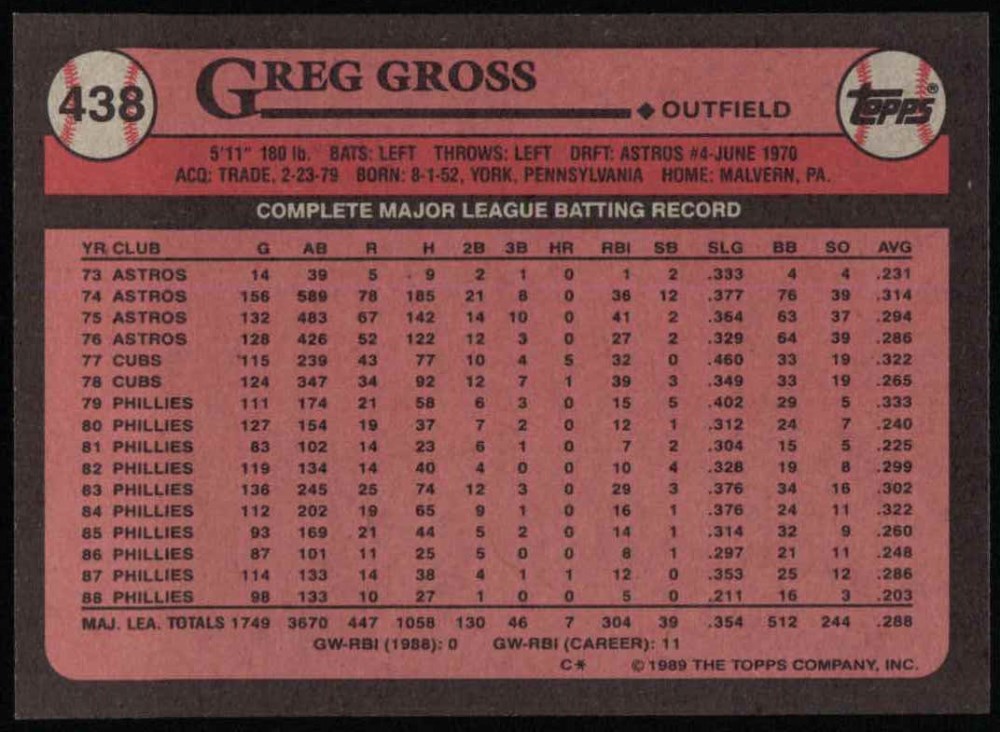 438
GREG GROSS
◆ OUTFIELD
TOPPS®
5'11" 180 lb. BATS: LEFT THROWS: LEFT DRFT: ASTROS #4-JUNE 1970
ACQ: TRADE, 2-23-79 BORN: 8-1-52, YORK, PENNSYLVANIA HOME: MALVERN, PA.
COMPLETE MAJOR LEAGUE BATTING RECORD
YR CLUB G AB R H 2B 3B HR RBI SB SLG BB SO AVG
73 ASTROS 14 39 5 9 2 1 0 1 2 .333 4 4 .231
74 ASTROS 156 589 78 185 21 8 0 36 12 .377 76 39 .314
75 ASTROS 132 483 67 142 14 10 0 41 2 .364 63 37 .294
76 ASTROS 128 426 52 122 12 3 0 27 2 .329 64 39 .286
77 CUBS 115 239 43 77 10 4 5 32 0 .460 33 19 .322
78 CUBS 124 347 34 92 12 7 1 39 3 .349 33 19 .265
79 PHILLIES 111 174 21 58 6 3 0 15 5 .402 29 5 .333
80 PHILLIES 127 154 19 37 7 2 0 12 1 .312 24 7 .240
81 PHILLIES 83 102 14 23 6 1 0 7 2 .304 15 5 .225
82 PHILLIES 119 134 14 40 4 0 0 10 4 .328 19 8 .299
83 PHILLIES 136 245 25 74 12 3 0 29 3 .376 34 16 .302
84 PHILLIES 112 202 19 65 9 1 0 16 1 .376 24 11 .322
85 PHILLIES 93 169 21 44 5 2 0 14 1 .314 32 9 .260
86 PHILLIES 87 101 11 25 5 0 0 8 1 .297 21 11 .248
87 PHILLIES 114 133 14 38 4 1 1 12 0 .353 25 12 .286
88 PHILLIES 98 133 10 27 1 0 0 5 0 .211 16 3 .203
MAJ. LEA. TOTALS 1749 3670 447 1058 130 46 7 304 39 .354 512 244 .288
GW-RBI (1988): 0 GW-RBI (CAREER): 11
C* © 1989 THE TOPPS COMPANY, INC.